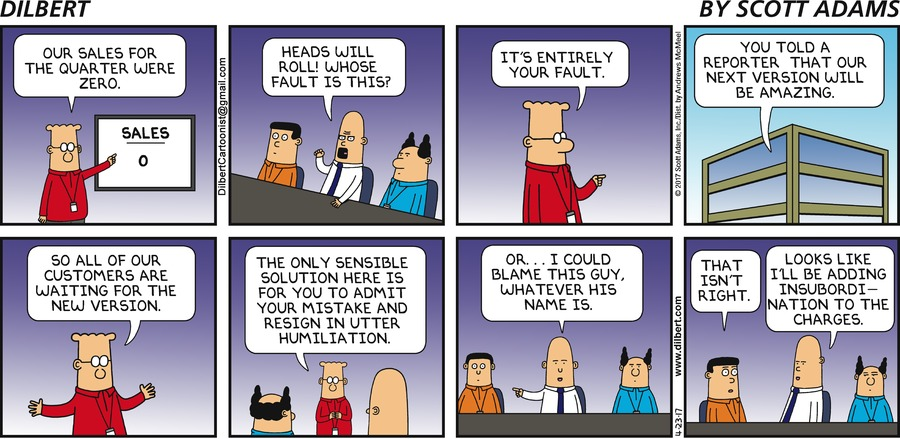 DILBERT
BY SCOTT ADAMS
OUR SALES FOR
THE QUARTER WERE
ZERO.
SALES
0
DilbertCartoonist@gmail.com
HEADS WILL
ROLL! WHOSE
FAULT IS THIS?
IT'S ENTIRELY
YOUR FAULT.
© 2017 Scott Adams, Inc./Dist. by Andrews McMeel
YOU TOLD A
REPORTER THAT OUR
NEXT VERSION WILL
BE AMAZING.
SO ALL OF OUR
CUSTOMERS ARE
WAITING FOR THE
NEW VERSION.
THE ONLY SENSIBLE
SOLUTION HERE IS
FOR YOU TO ADMIT
YOUR MISTAKE AND
RESIGN IN UTTER
HUMILIATION.
OR... I COULD
BLAME THIS GUY,
WHATEVER HIS
NAME IS.
4-23-17 www.dilbert.com
THAT
ISN'T
RIGHT.
LOOKS LIKE
I'LL BE ADDING
INSUBORDI-
NATION TO THE
CHARGES.